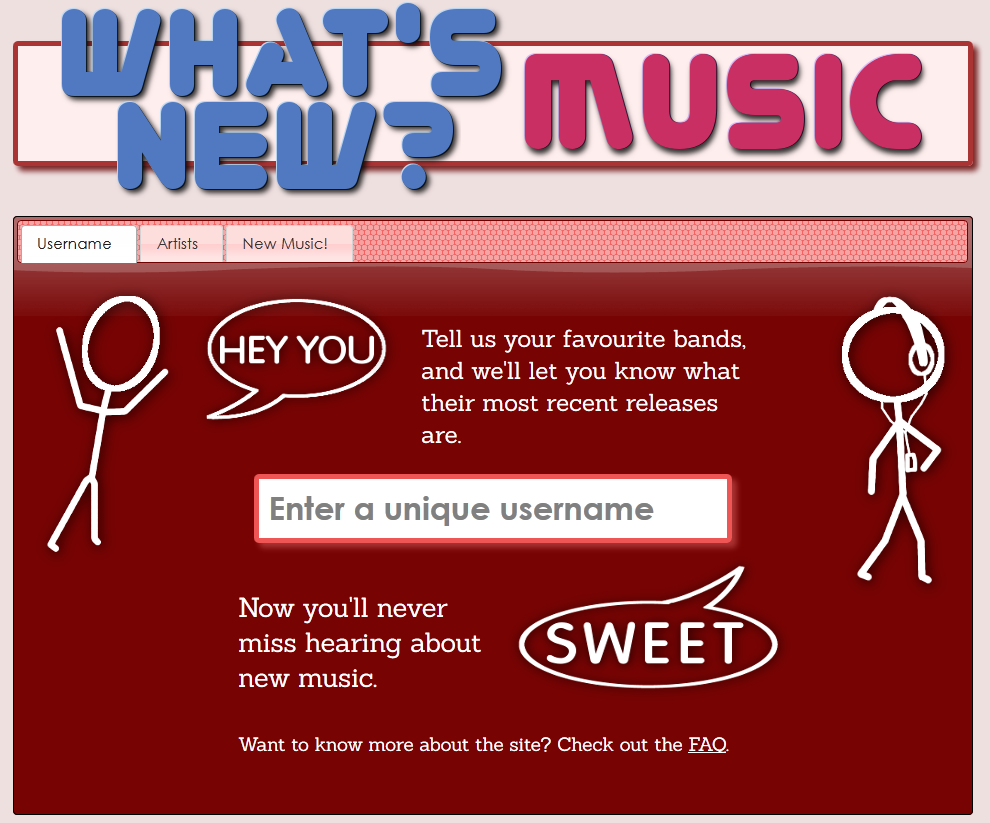 WHAT'S
NEW?
MUSIC
Username
Artists
New Music!
HEY YOU
Tell us your favourite bands,
and we'll let you know what
their most recent releases
are.
Enter a unique username
Now you'll never
miss hearing about
new music.
SWEET
Want to know more about the site? Check out the FAQ.